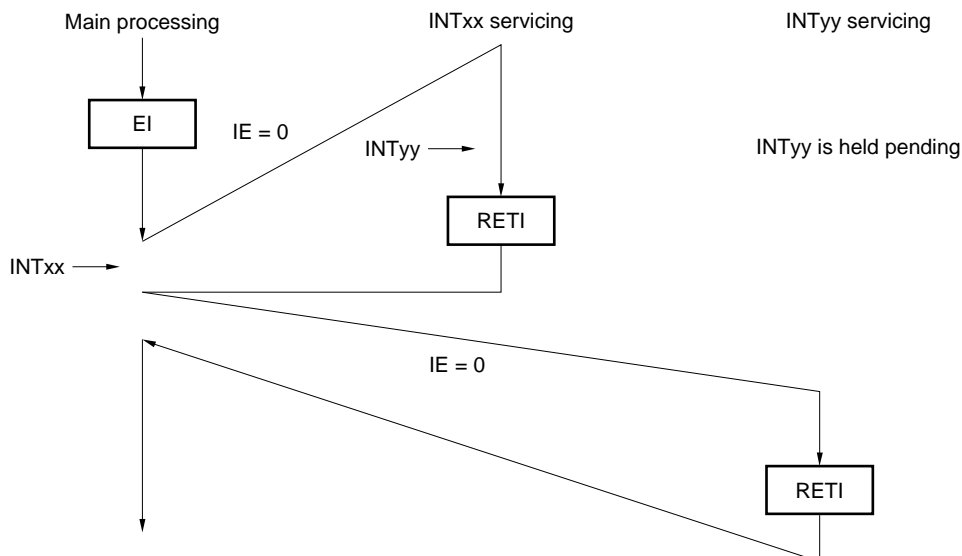 Main processing
INTxx servicing
INTyy servicing
EI
IE = 0
INTyy
INTyy is held pending
RETI
INTxx
IE = 0
RETI